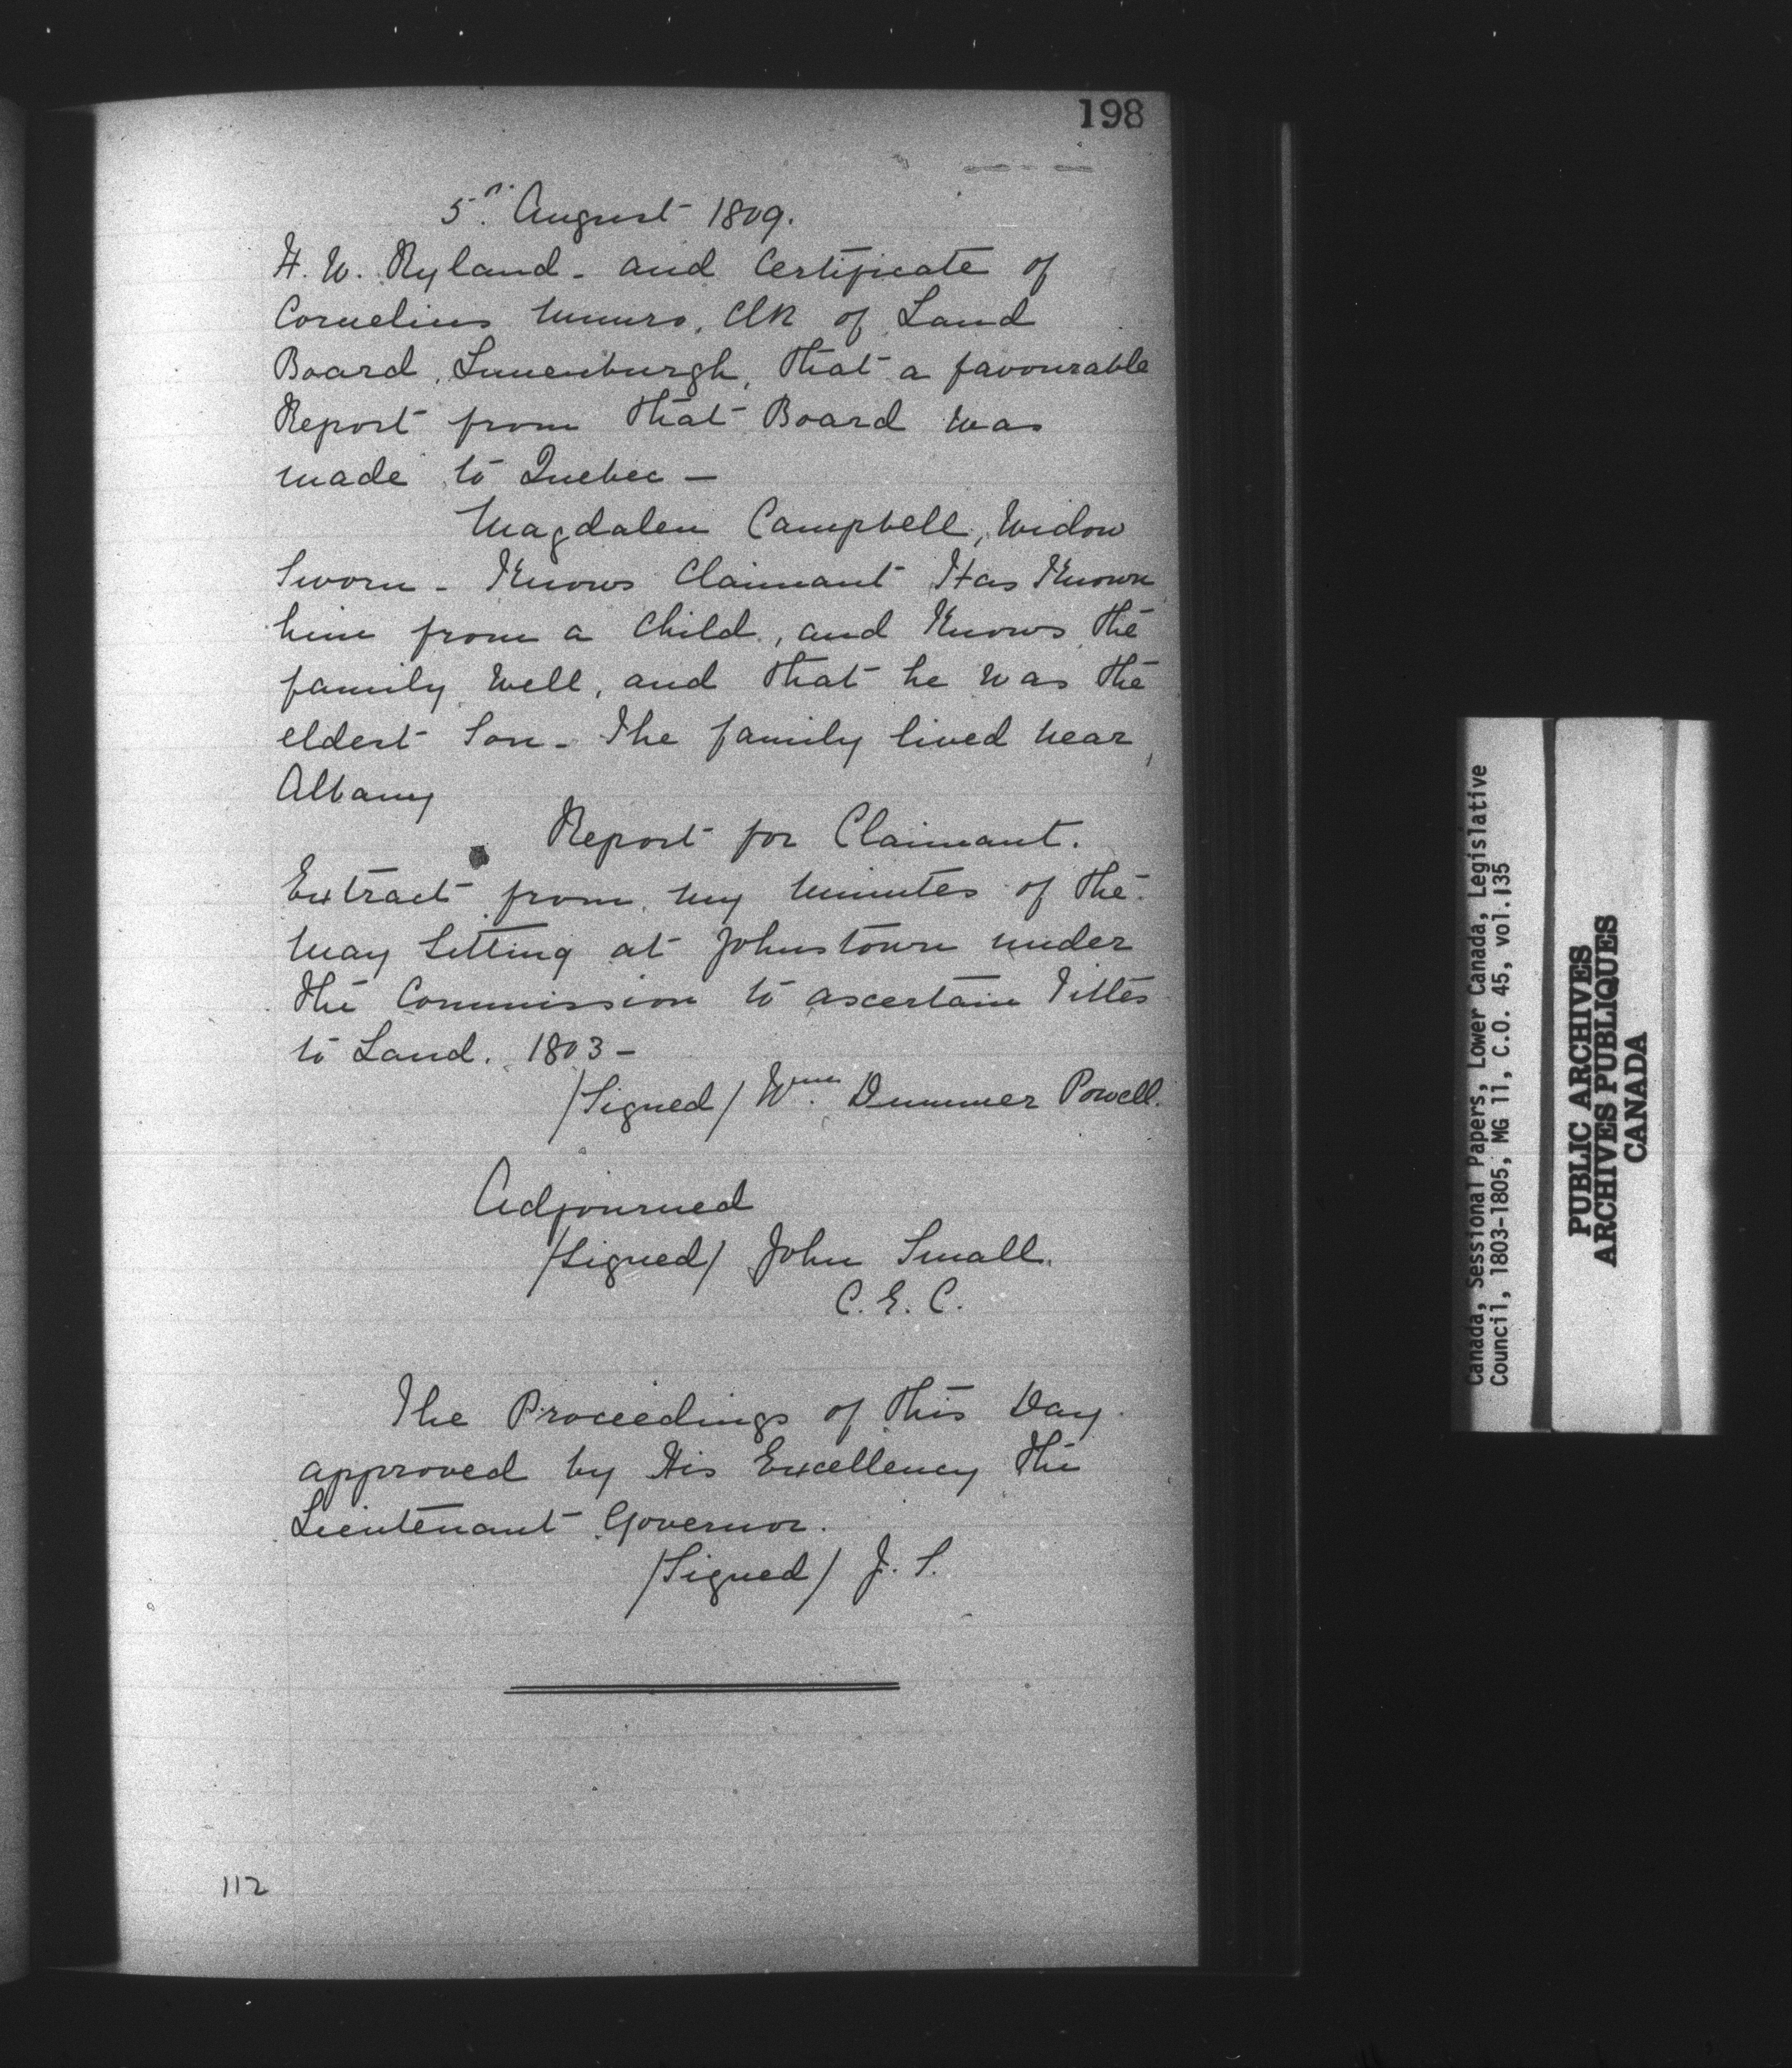 198
5th August 1809.
H. W. Ryland - and Certificate of
Cornelius Munro, Clk of Land
Board, Lunenburgh, that a favourable
Report from that Board was
made to Quebec —
Magdalen Campbell, Widow
Sworn - Knows Claimant Has Known
him from a Child, and Knows the
family well, and that he was the
eldest Son - The family lived near
Albany
Report for Claimant.
Extract from my Minutes of the
May Sitting at Johnstown under
the Commission to ascertain Titles
to Land. 1803 -
/Signed/ Wm. Dummer Powell.
Adjourned
/Signed/ John Small.
C. E. C.
The Proceedings of this Day
approved by His Excellency the
Lieutenant Governor.
/Signed/ J. S.
112
Canada, Sessional Papers, Lower Canada, Legislative
Council, 1803-1805, MG 11, C.O. 45, vol.135
PUBLIC ARCHIVES
ARCHIVES PUBLIQUES
CANADA